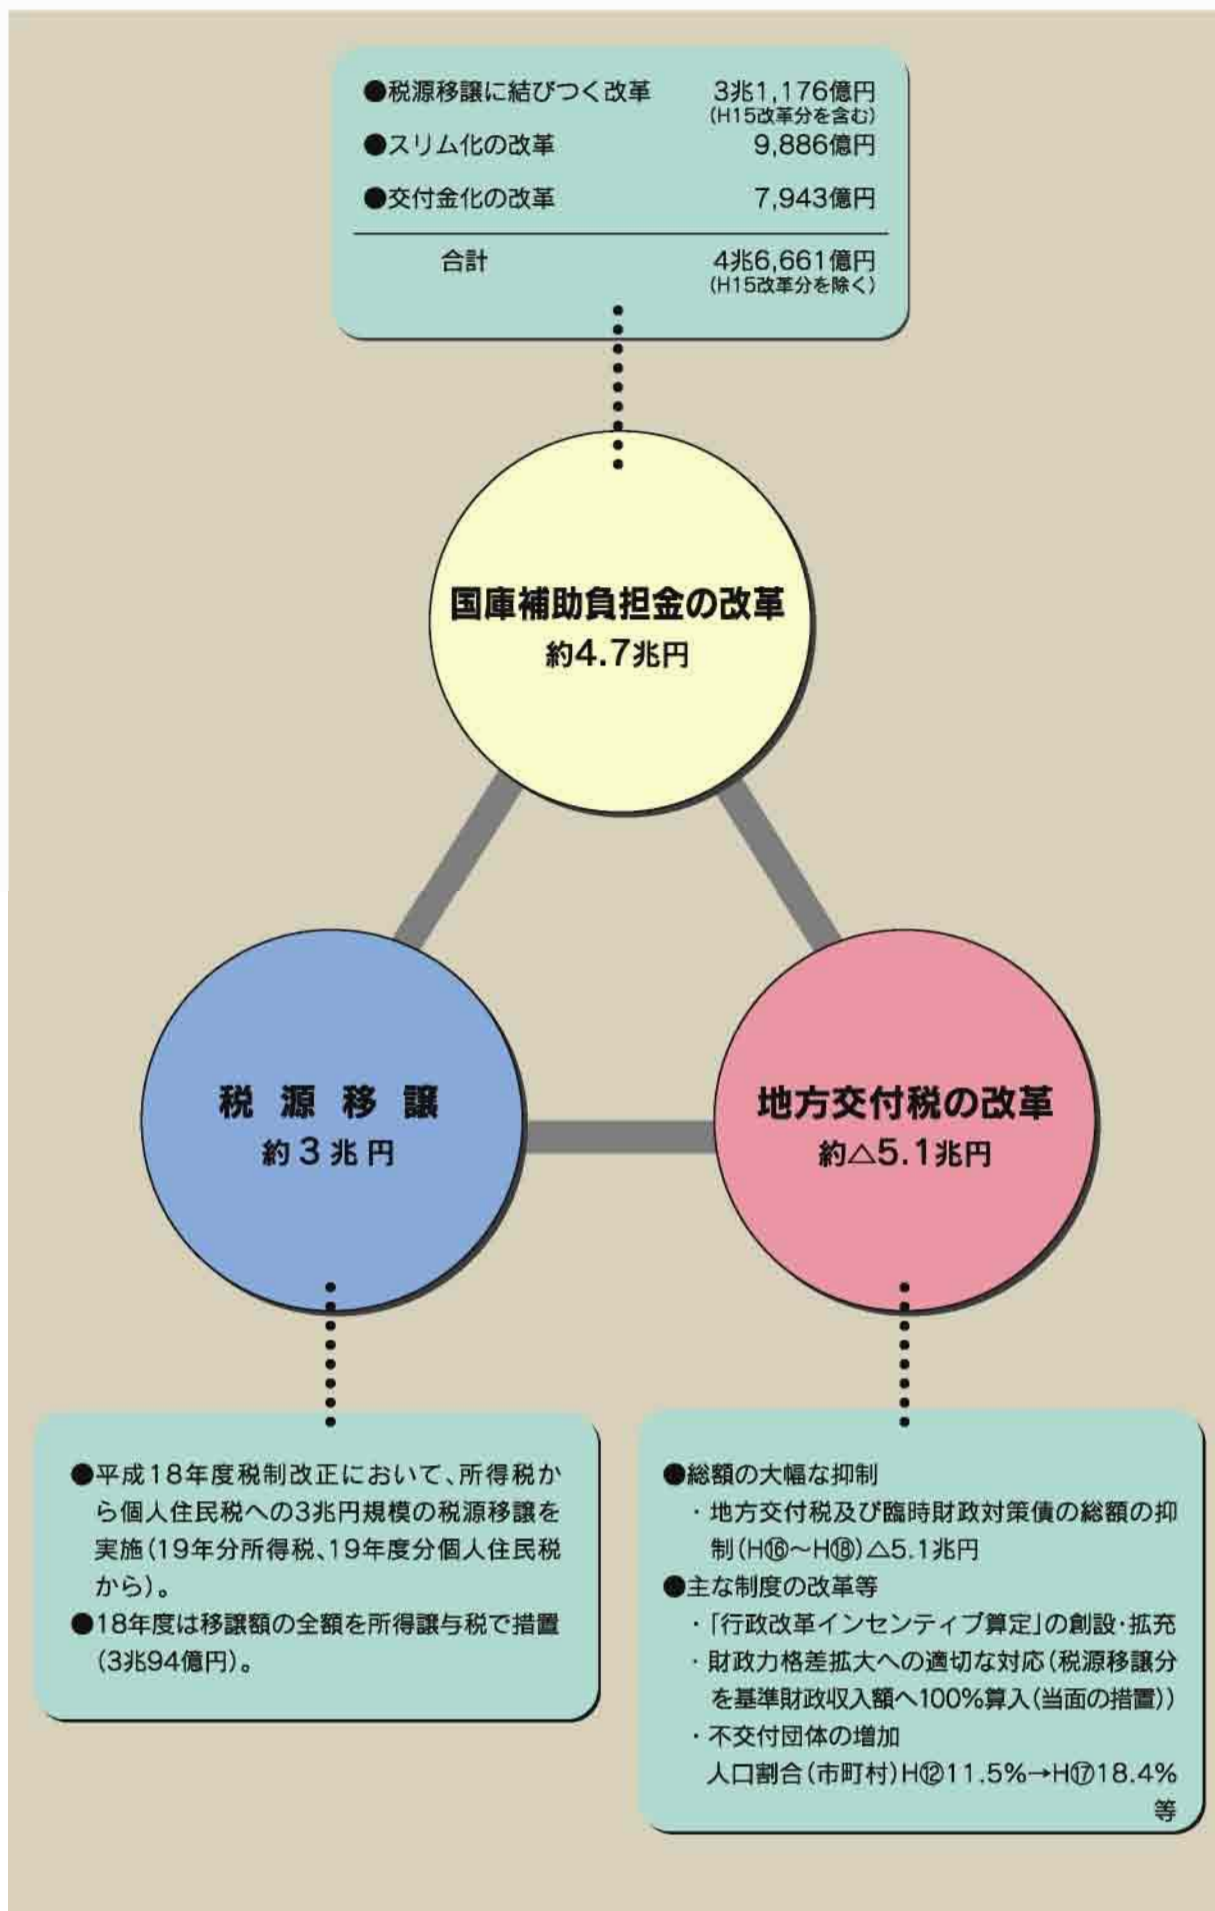 ●税源移譲に結びつく改革 3兆1,176億円
(H15改革分を含む)
●スリム化の改革 9,886億円
●交付金化の改革 7,943億円
合計 4兆6,661億円
(H15改革分を除く)
国庫補助負担金の改革
約4.7兆円
税源移譲
約3兆円
地方交付税の改革
約△5.1兆円
●平成18年度税制改正において、所得税か
ら個人住民税への3兆円規模の税源移譲を
実施(19年分所得税、19年度分個人住民税
から)。
●18年度は移譲額の全額を所得譲与税で措置
(3兆94億円)。
●総額の大幅な抑制
・地方交付税及び臨時財政対策債の総額の抑
制(H⑯～H⑱)△5.1兆円
●主な制度の改革等
・「行政改革インセンティブ算定」の創設・拡充
・財政力格差拡大への適切な対応(税源移譲分
を基準財政収入額へ100%算入(当面の措置))
・不交付団体の増加
人口割合(市町村)H⑫11.5%→H⑰18.4%
等